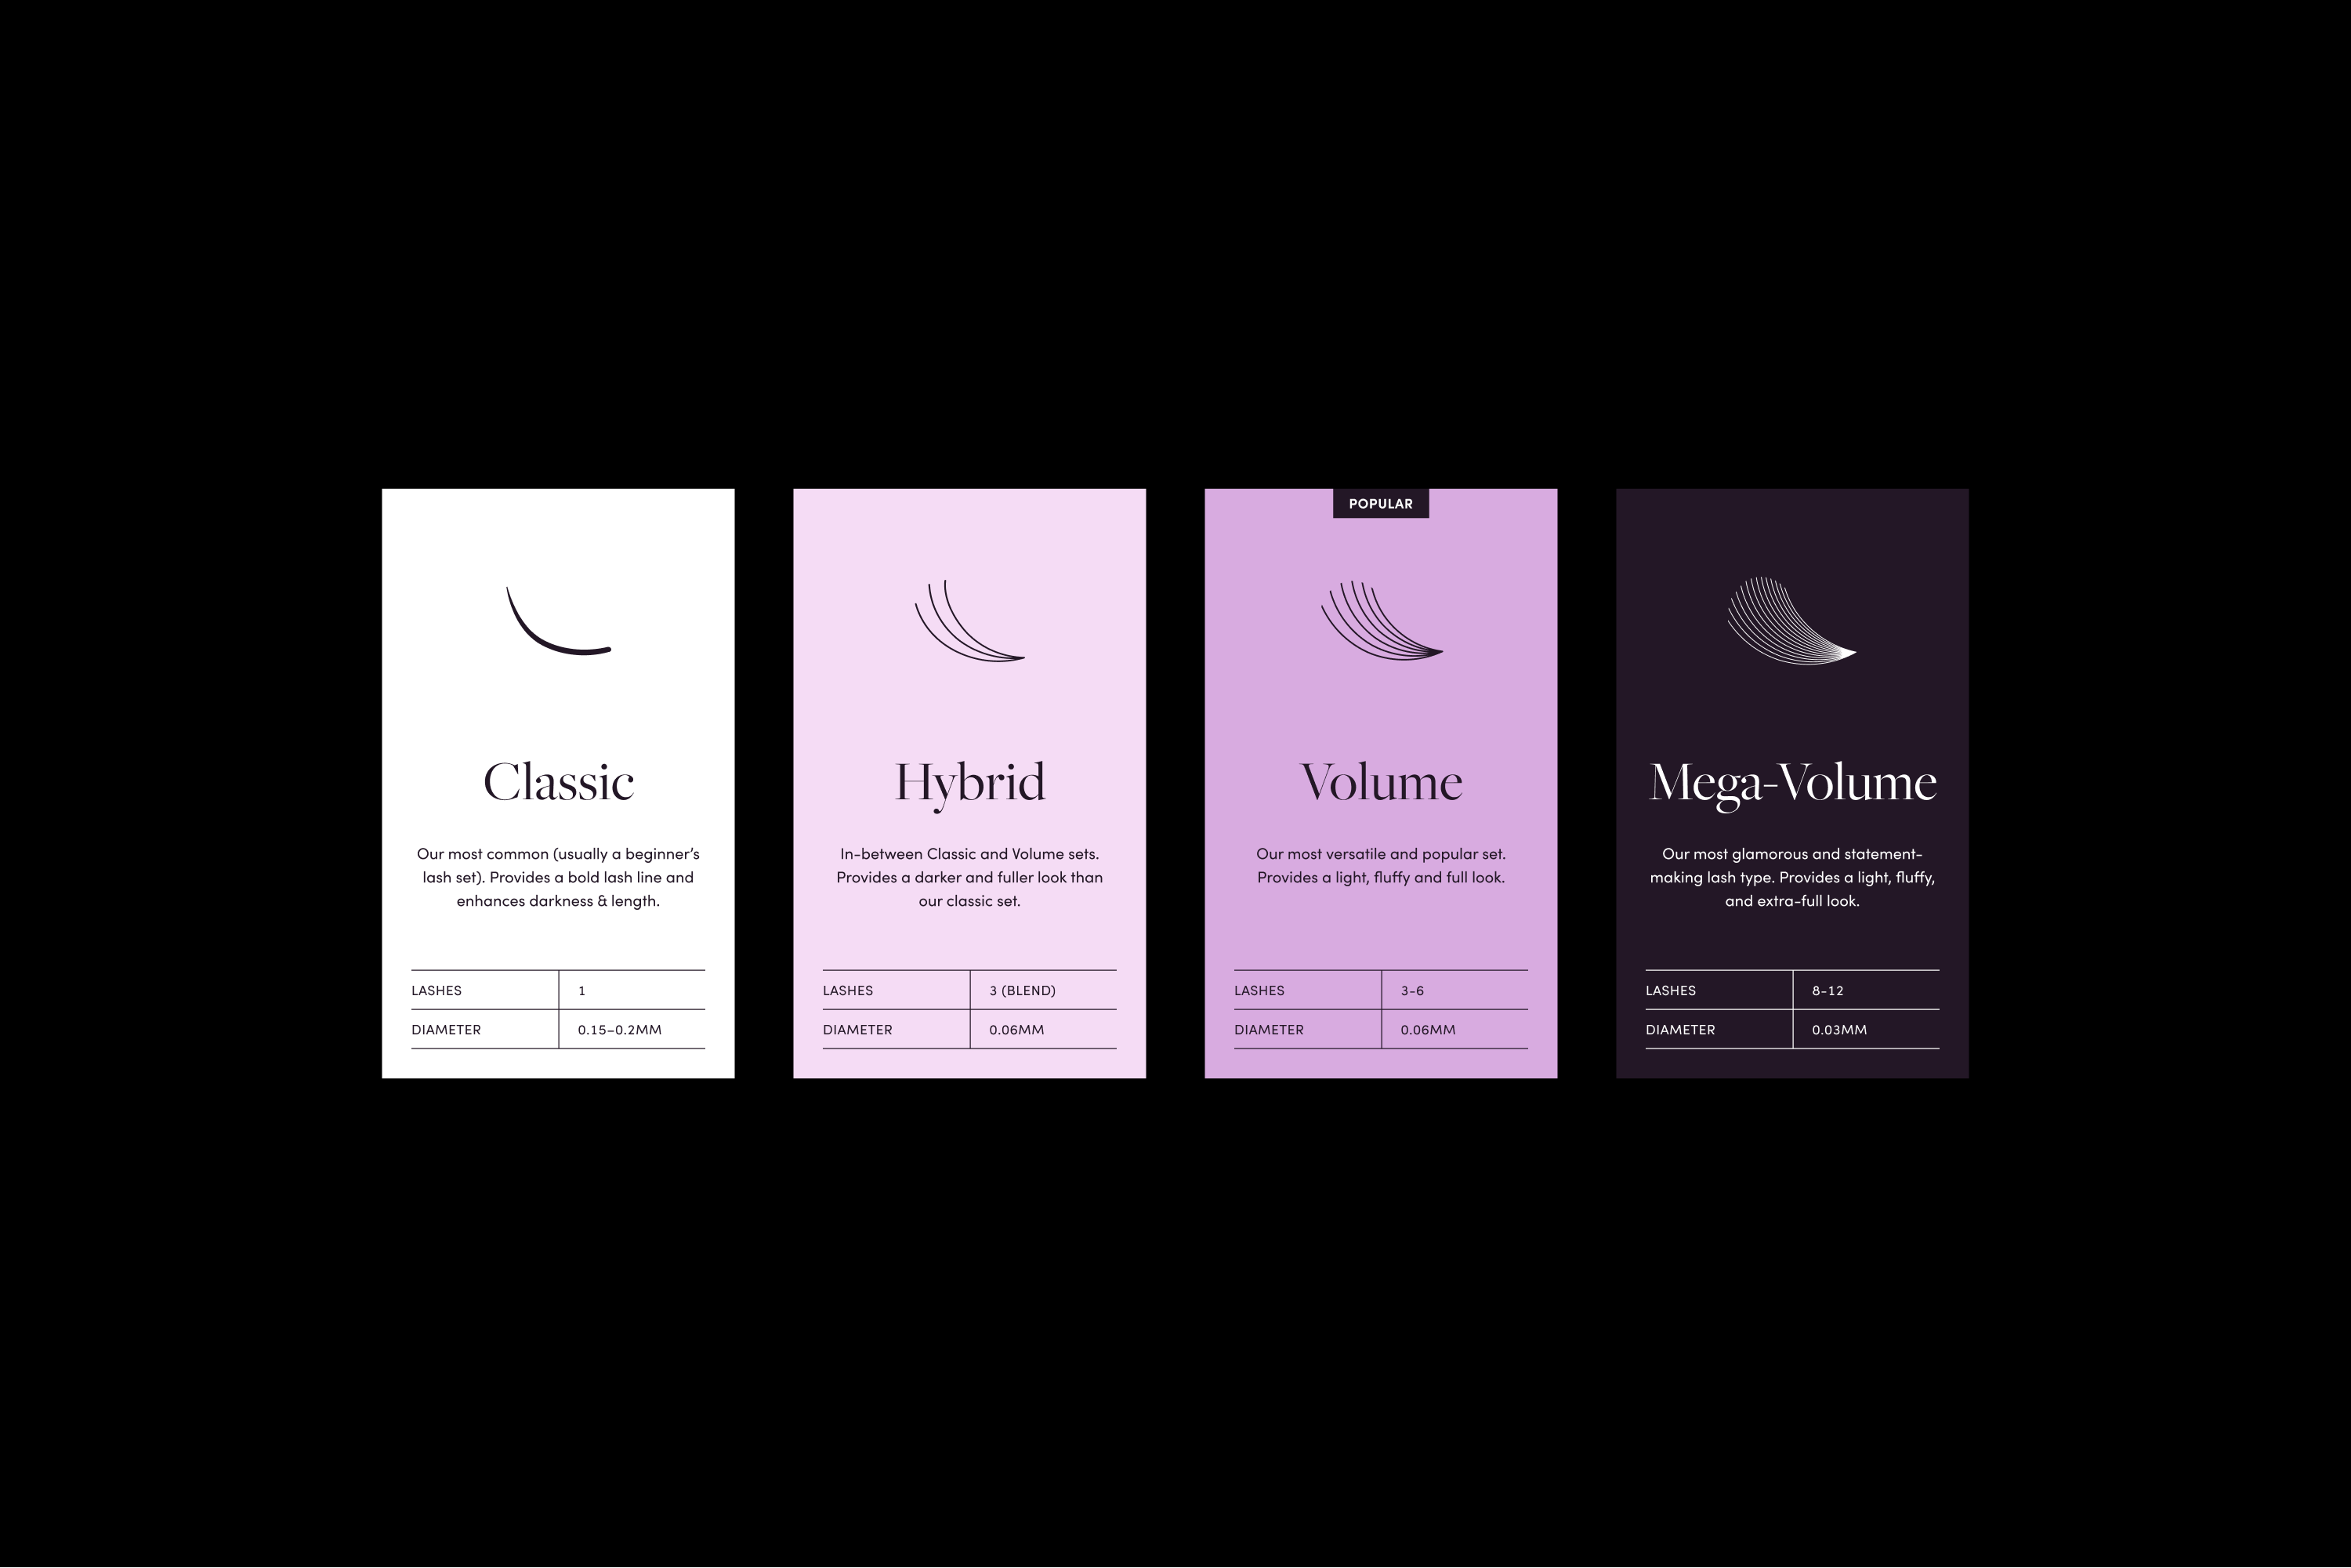 Classic
Our most common (usually a beginner’s
lash set). Provides a bold lash line and
enhances darkness & length.
LASHES 1
DIAMETER 0.15–0.2MM
Hybrid
In-between Classic and Volume sets.
Provides a darker and fuller look than
our classic set.
LASHES 3 (BLEND)
DIAMETER 0.06MM
POPULAR
Volume
Our most versatile and popular set.
Provides a light, fluffy and full look.
LASHES 3-6
DIAMETER 0.06MM
Mega-Volume
Our most glamorous and statement-
making lash type. Provides a light, fluffy,
and extra-full look.
LASHES 8-12
DIAMETER 0.03MM